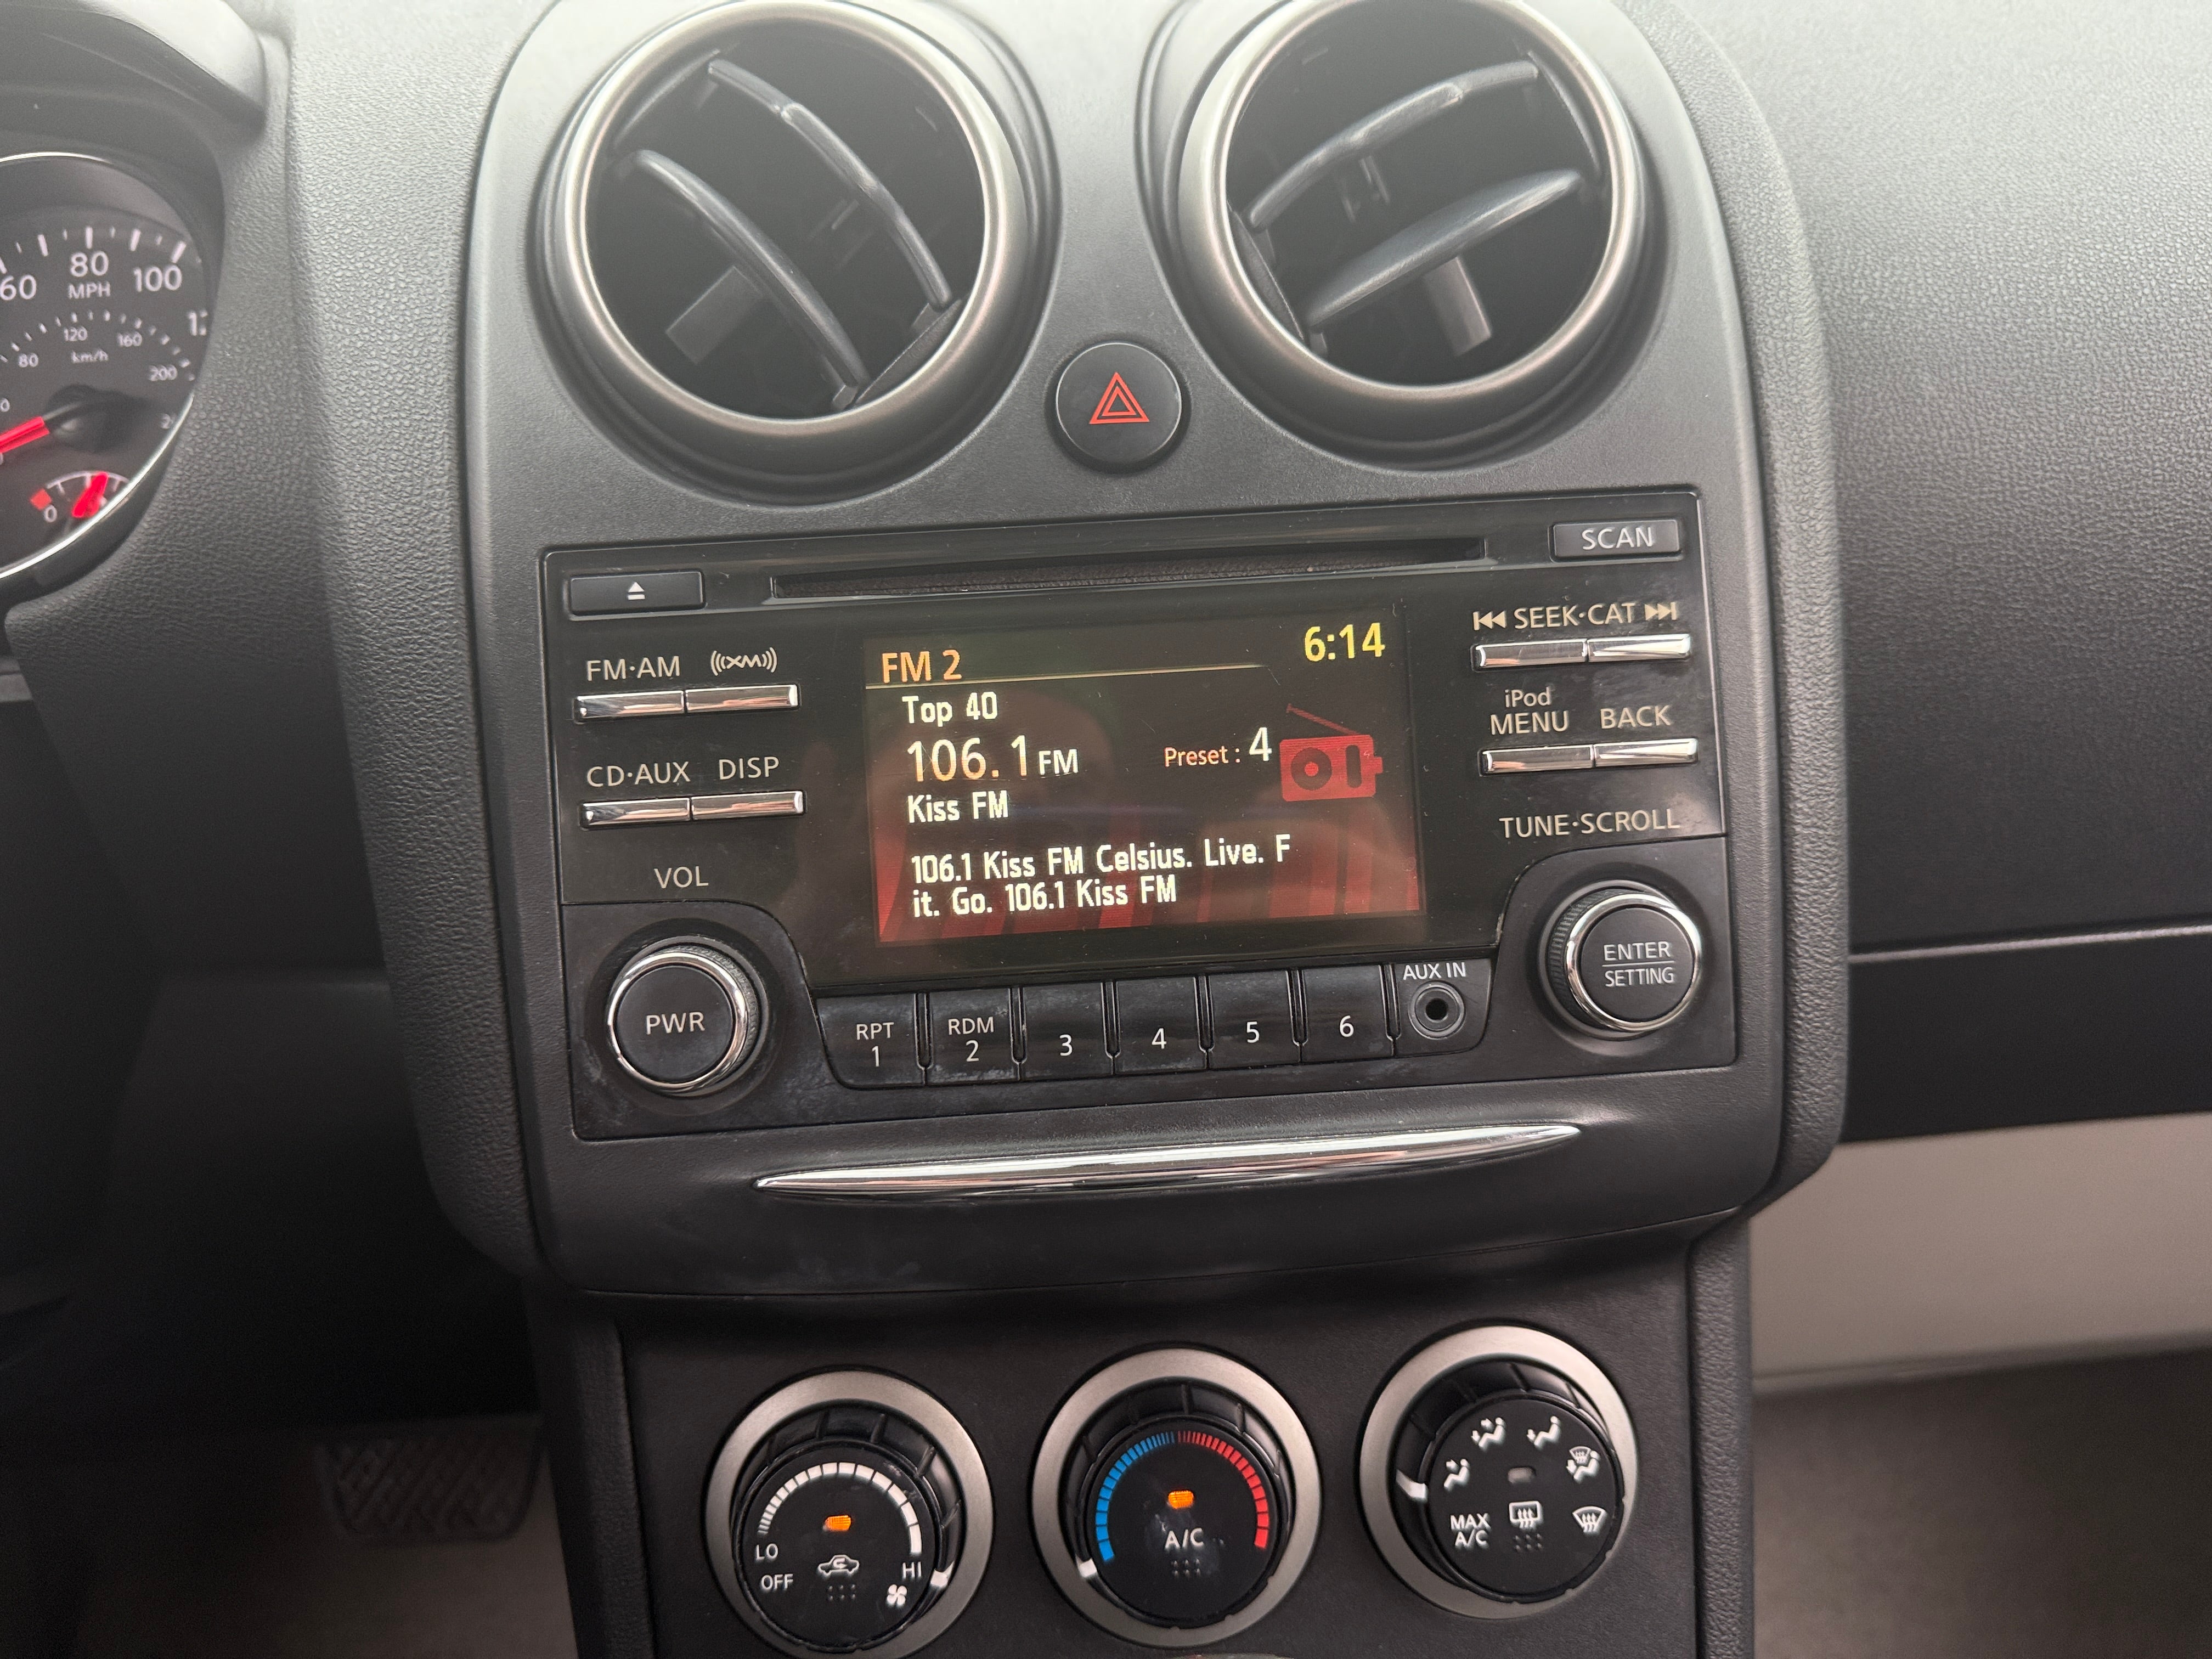 60
80
100
MPH
120
160
80
km/h
200
0
0
SCAN
FM·AM
XM
SEEK·CAT
CD·AUX
DISP
iPod
MENU
BACK
VOL
TUNE·SCROLL
FM 2
6:14
Top 40
106.1 FM
Preset : 4
Kiss FM
106.1 Kiss FM Celsius. Live. F
it. Go. 106.1 Kiss FM
PWR
RPT
1
RDM
2
3
4
5
6
AUX IN
ENTER
SETTING
LO
OFF
HI
A/C
MAX
A/C